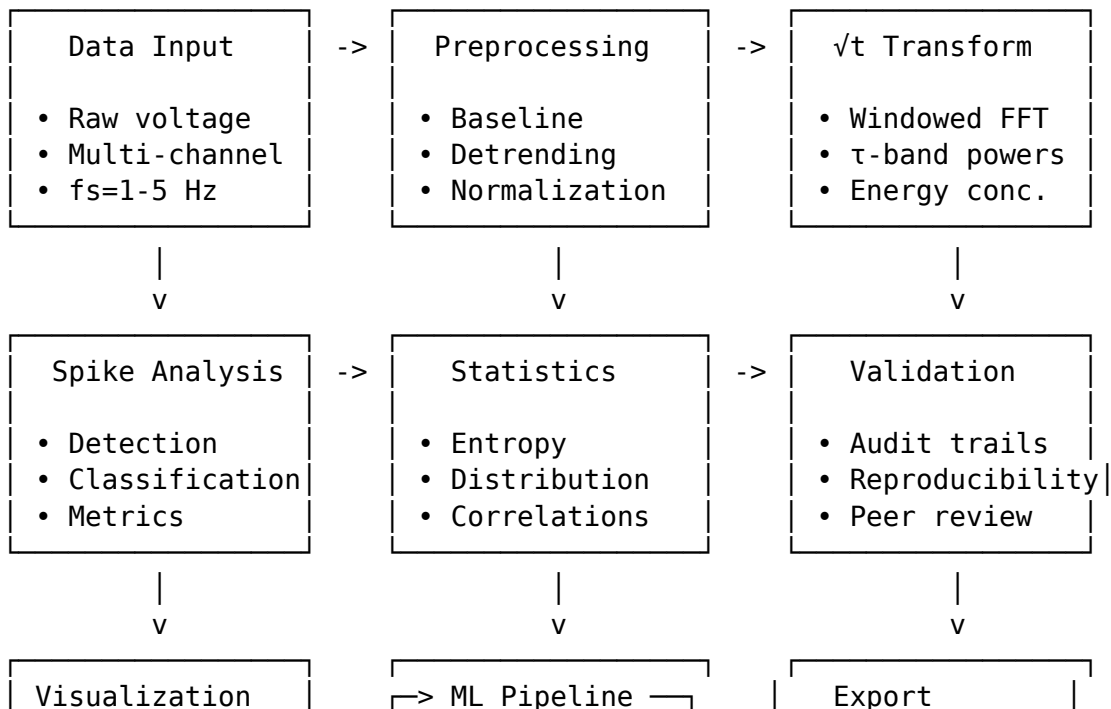 Data Input -> Preprocessing -> √t Transform
• Raw voltage • Baseline • Windowed FFT
• Multi-channel • Detrending • τ-band powers
• fs=1-5 Hz • Normalization • Energy conc.
v v v
Spike Analysis -> Statistics -> Validation
• Detection • Entropy • Audit trails
• Classification • Distribution • Reproducibility
• Metrics • Correlations • Peer review
v v v
Visualization ┌─> ML Pipeline ──┐ Export